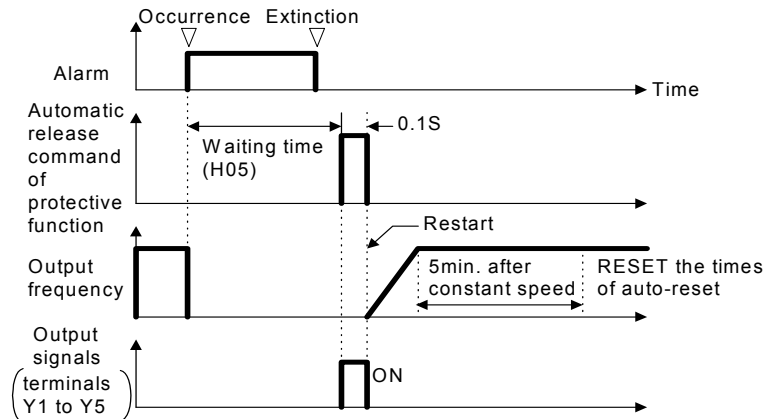 Occurrence Extinction
Alarm
Time
Automatic
release
command
of
protective
function
Waiting time
(H05)
0.1S
Restart
Output
frequency
5min. after
constant speed
RESET the times
of auto-reset
Output
signals
(terminals
Y1 to Y5)
ON